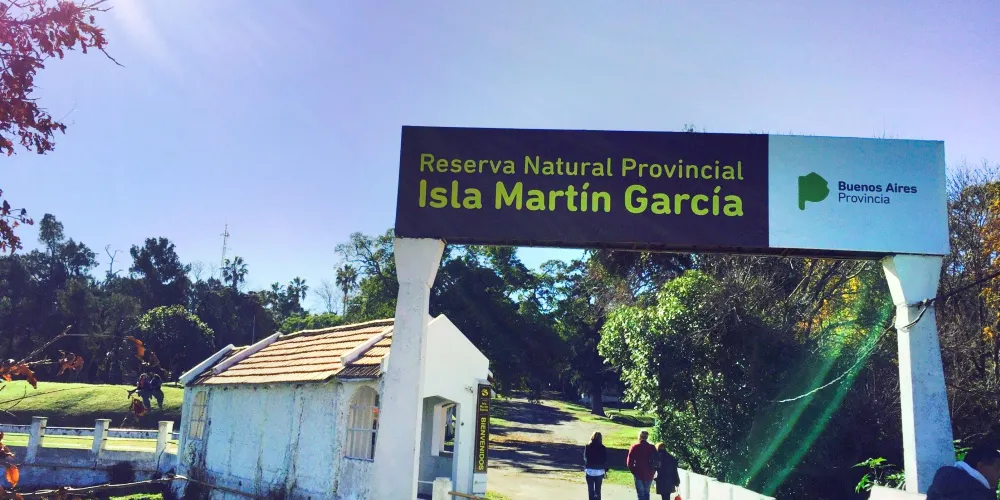 Reserva Natural Provincial
Isla Martín García
Buenos Aires
Provincia
BIENVENIDOS